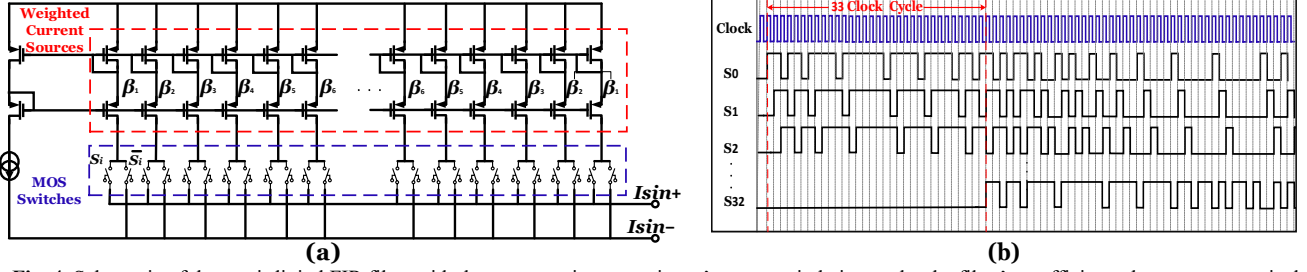 Weighted
Current
Sources
β₁ β₂ β₃ β₄ β₅ β₆ . . . β₆ β₅ β₄ β₃ β₂ β₁
Si S̅i
MOS
Switches
Isin+
Isin−
(a)
33 Clock Cycle
Clock
S0
S1
S2
S32
(b)